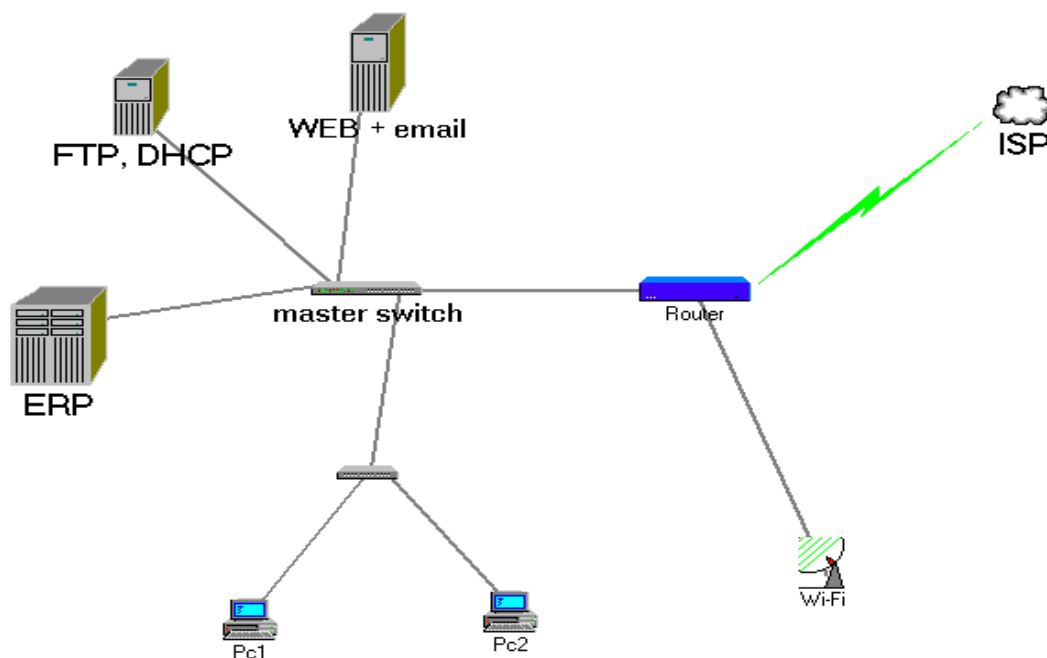 WEB + email
FTP, DHCP
ISP
master switch
Router
ERP
Wi-Fi
Pc1
Pc2